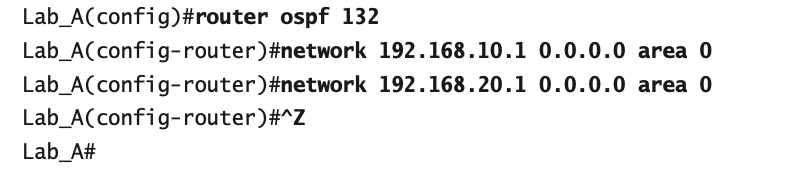 Lab_A(config)#router ospf 132
Lab_A(config-router)#network 192.168.10.1 0.0.0.0 area 0
Lab_A(config-router)#network 192.168.20.1 0.0.0.0 area 0
Lab_A(config-router)#^Z
Lab_A#